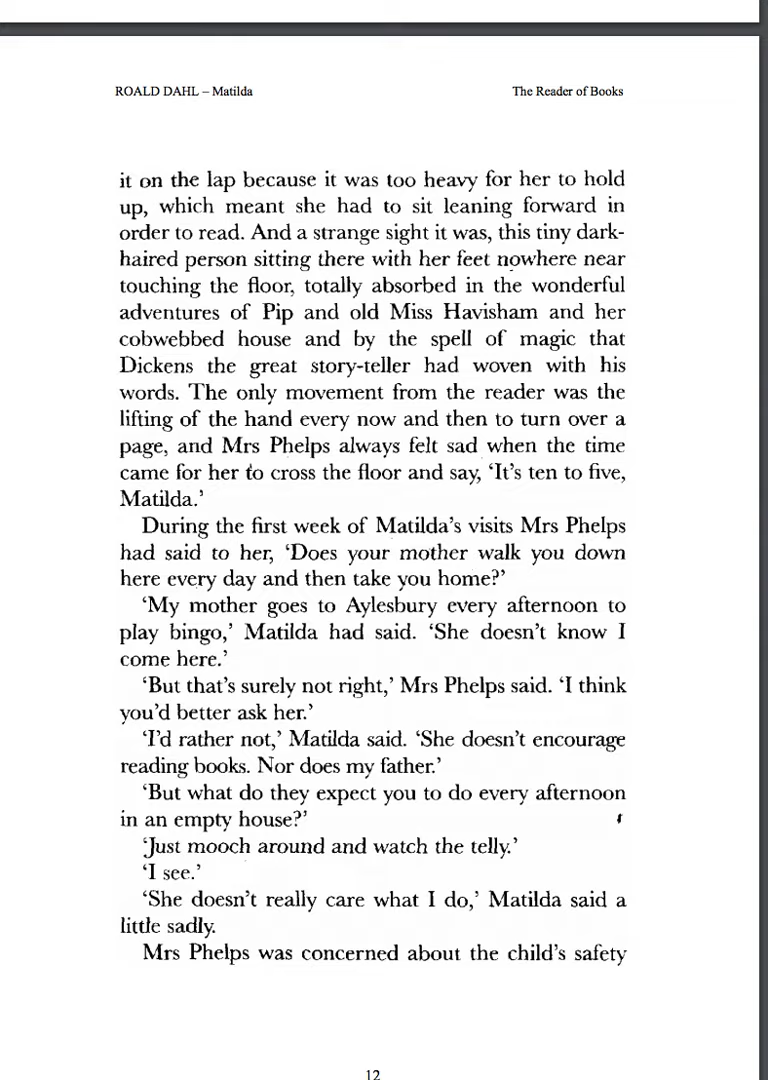 ROALD DAHL – Matilda The Reader of Books
it on the lap because it was too heavy for her to hold
up, which meant she had to sit leaning forward in
order to read. And a strange sight it was, this tiny dark-
haired person sitting there with her feet nowhere near
touching the floor, totally absorbed in the wonderful
adventures of Pip and old Miss Havisham and her
cobwebbed house and by the spell of magic that
Dickens the great story-teller had woven with his
words. The only movement from the reader was the
lifting of the hand every now and then to turn over a
page, and Mrs Phelps always felt sad when the time
came for her to cross the floor and say, ‘It’s ten to five,
Matilda.’
During the first week of Matilda’s visits Mrs Phelps
had said to her, ‘Does your mother walk you down
here every day and then take you home?’
‘My mother goes to Aylesbury every afternoon to
play bingo,’ Matilda had said. ‘She doesn’t know I
come here.’
‘But that’s surely not right,’ Mrs Phelps said. ‘I think
you’d better ask her.’
‘I’d rather not,’ Matilda said. ‘She doesn’t encourage
reading books. Nor does my father.’
‘But what do they expect you to do every afternoon
in an empty house?’
‘Just mooch around and watch the telly.’
‘I see.’
‘She doesn’t really care what I do,’ Matilda said a
little sadly.
Mrs Phelps was concerned about the child’s safety
12